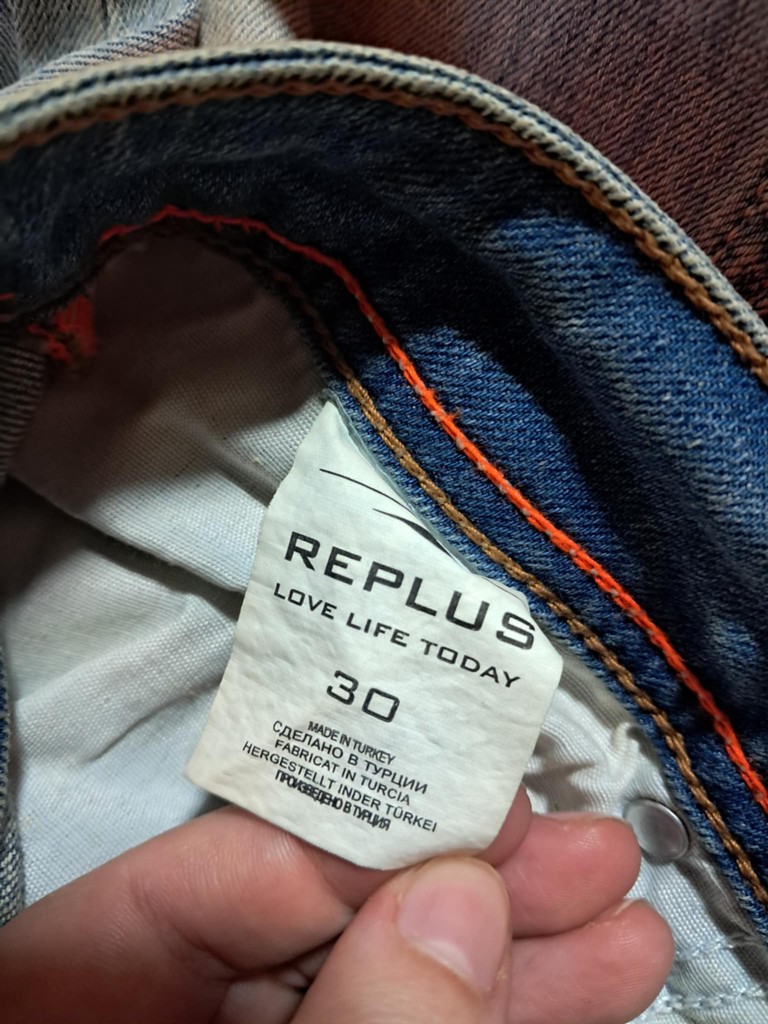 REPLUS
LOVE LIFE TODAY
30
MADE IN TURKEY
СДЕЛАНО В ТУРЦИИ
FABRICAT IN TURCIA
HERGESTELLT INDER TÜRKEI
ПРОИЗВЕДЕНО В ТУРЦИЯ